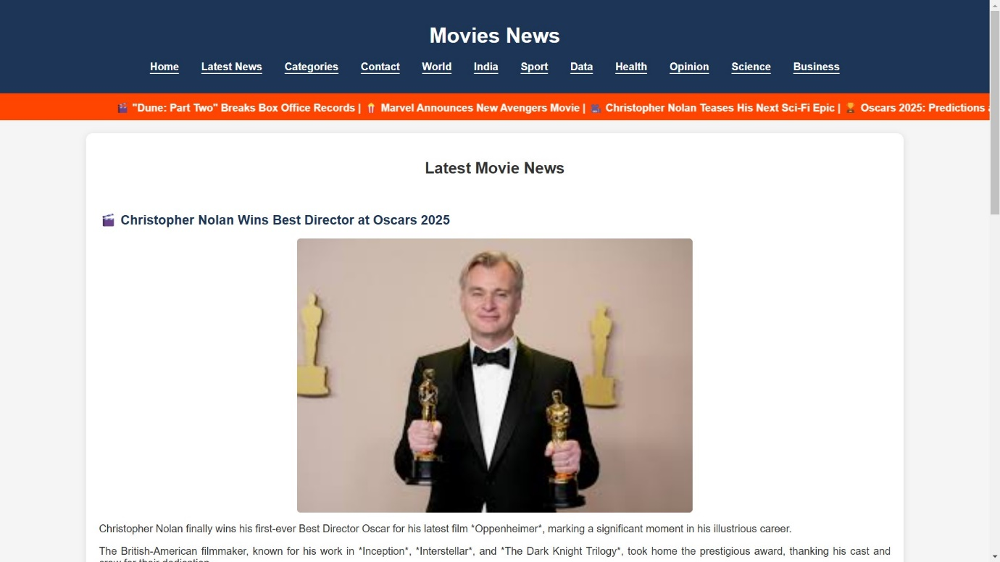 Movies News
Home Latest News Categories Contact World India Sport Data Health Opinion Science Business
"Dune: Part Two" Breaks Box Office Records | Marvel Announces New Avengers Movie | Christopher Nolan Teases His Next Sci-Fi Epic | Oscars 2025: Predictions
Latest Movie News
Christopher Nolan Wins Best Director at Oscars 2025
Christopher Nolan finally wins his first-ever Best Director Oscar for his latest film *Oppenheimer*, marking a significant moment in his illustrious career.
The British-American filmmaker, known for his work in *Inception*, *Interstellar*, and *The Dark Knight Trilogy*, took home the prestigious award, thanking his cast and
crew for their dedication.